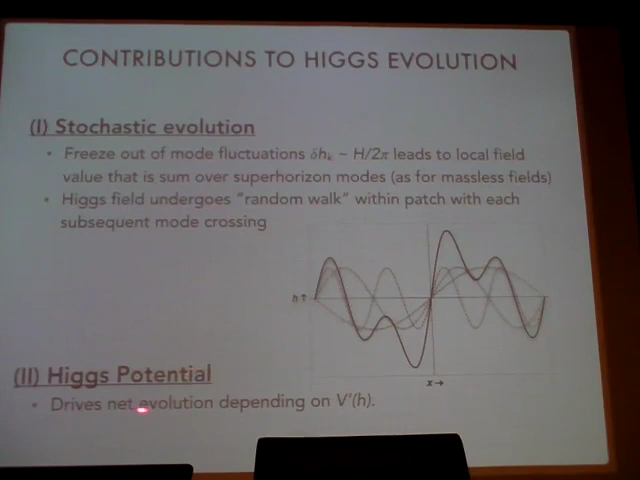 CONTRIBUTIONS TO HIGGS EVOLUTION
(I) Stochastic evolution
• Freeze out of mode fluctuations δhₖ ~ H/2π leads to local field
value that is sum over superhorizon modes (as for massless fields)
• Higgs field undergoes "random walk" within patch with each
subsequent mode crossing
h↑
x→
(II) Higgs Potential
• Drives net evolution depending on V'(h).